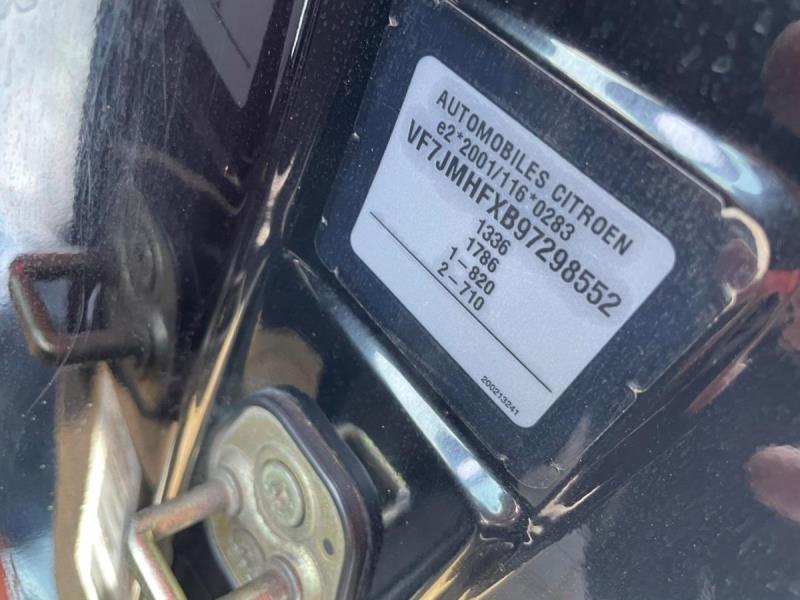 AUTOMOBILES CITROEN
e2*2001/116*0283
VF7JMHFXB97298552
1336
1786
1-820
2-710
200213241